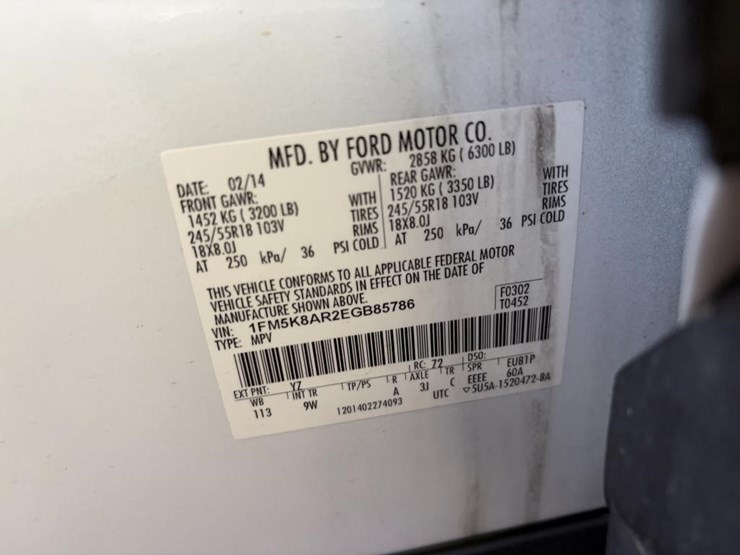 MFD. BY FORD MOTOR CO.
DATE: 02/14 GVWR: 2858 KG ( 6300 LB)
FRONT GAWR: REAR GAWR:
1452 KG ( 3200 LB) WITH 1520 KG ( 3350 LB) WITH
245/55R18 103V TIRES 245/55R18 103V TIRES
18X8.0J RIMS 18X8.0J RIMS
AT 250 kPa/ 36 PSI COLD AT 250 kPa/ 36 PSI COLD
THIS VEHICLE CONFORMS TO ALL APPLICABLE FEDERAL MOTOR
VEHICLE SAFETY STANDARDS IN EFFECT ON THE DATE OF
MANUFACTURE SHOWN ABOVE.
VIN: 1FM5K8AR2EGB85786 F0302
TYPE: MPV T0452
EXT PNT: YZ RC: 72 DSO:
WB INT TR TP/PS R AXLE TR SPR EUB1P
113 9W A 3J C EEEE 60A
1201402274093 UTC 5U5A-1520472-BA